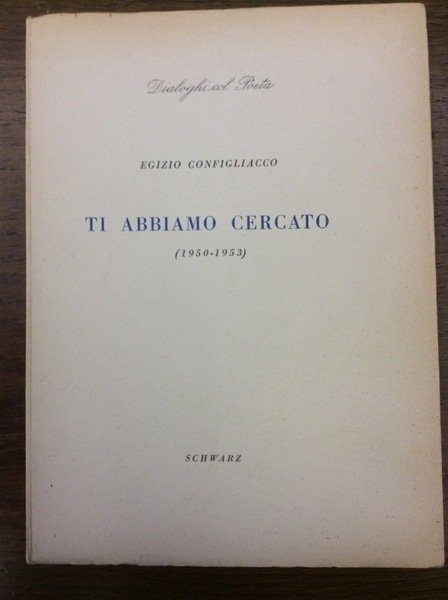 Dialoghi col Poeta
EGIZIO CONFIGLIACCO
TI ABBIAMO CERCATO
(1950-1953)
SCHWARZ